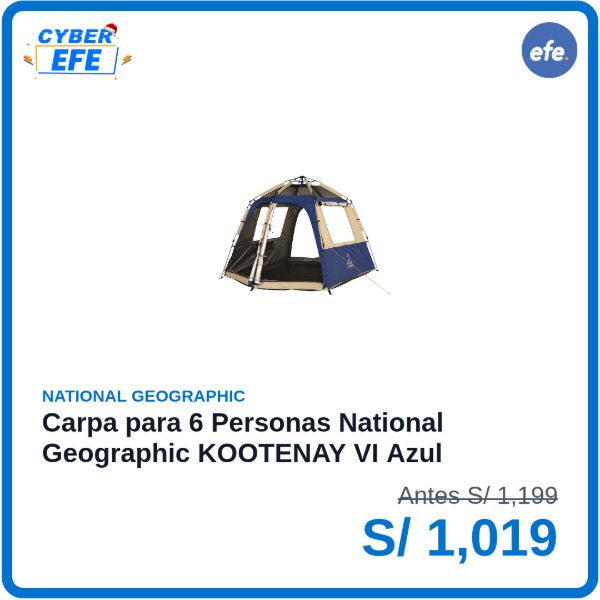 CYBER
EFE
efe.
NATIONAL GEOGRAPHIC
Carpa para 6 Personas National
Geographic KOOTENAY VI Azul
Antes S/ 1,199
S/ 1,019